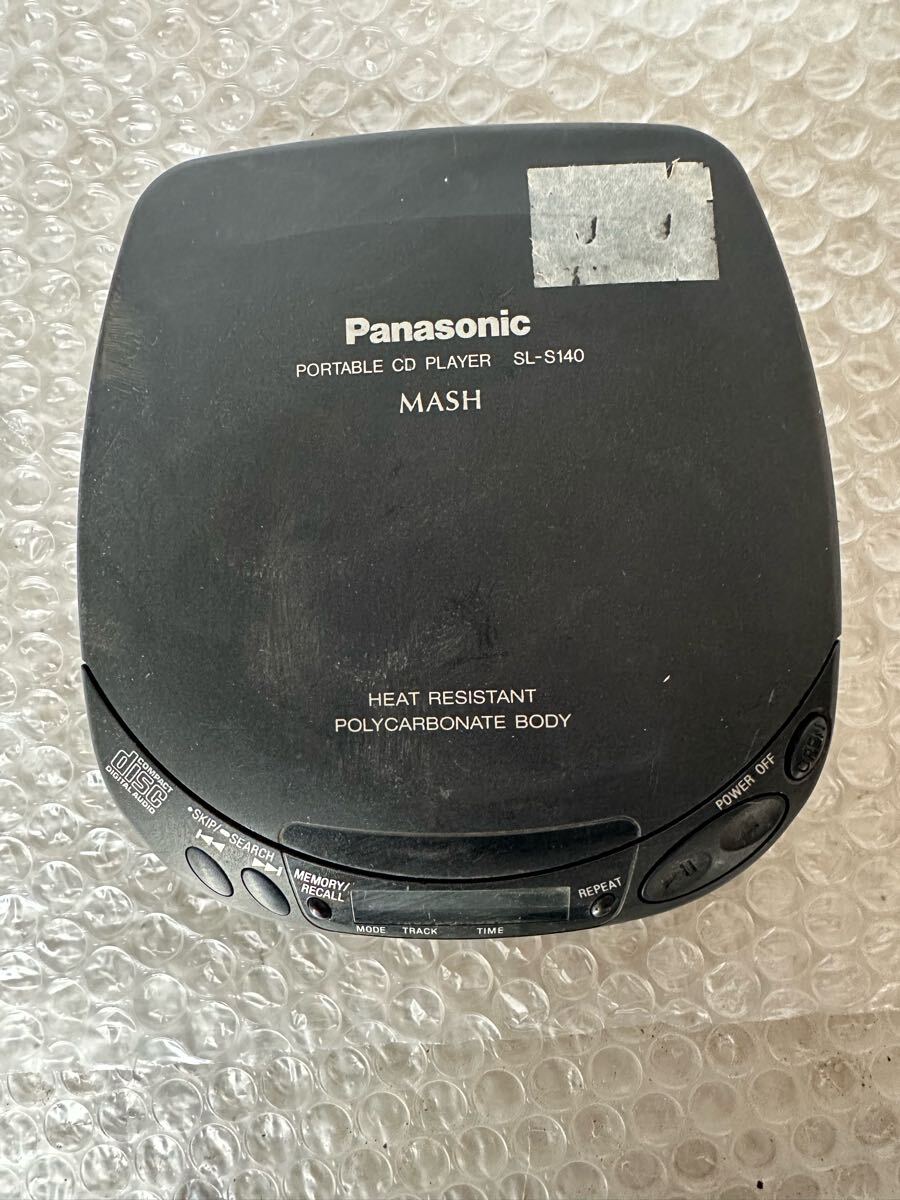 Panasonic
PORTABLE CD PLAYER SL-S140
MASH
HEAT RESISTANT
POLYCARBONATE BODY
COMPACT
disc
DIGITAL AUDIO
•SKIP/━SEARCH
MEMORY/
RECALL
MODE TRACK TIME
REPEAT
POWER OFF
OPEN